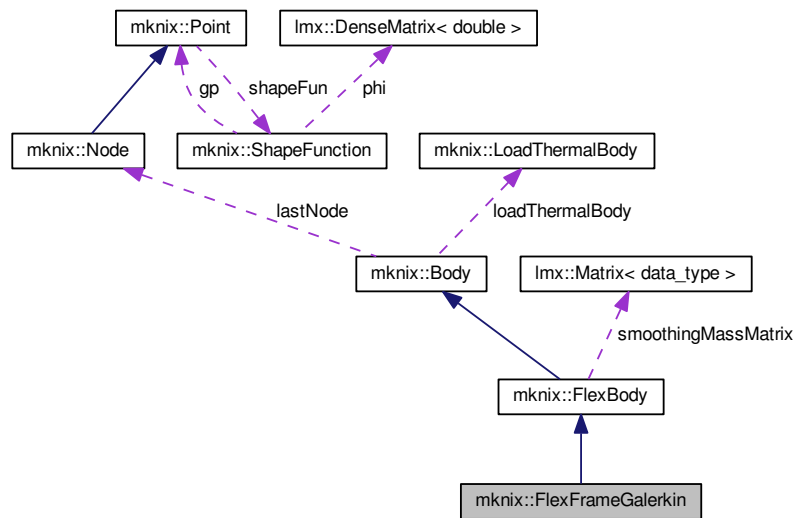 mknix::Point
lmx::DenseMatrix< double >
gp
shapeFun
phi
mknix::Node
mknix::ShapeFunction
mknix::LoadThermalBody
lastNode
loadThermalBody
mknix::Body
lmx::Matrix< data_type >
smoothingMassMatrix
mknix::FlexBody
mknix::FlexFrameGalerkin